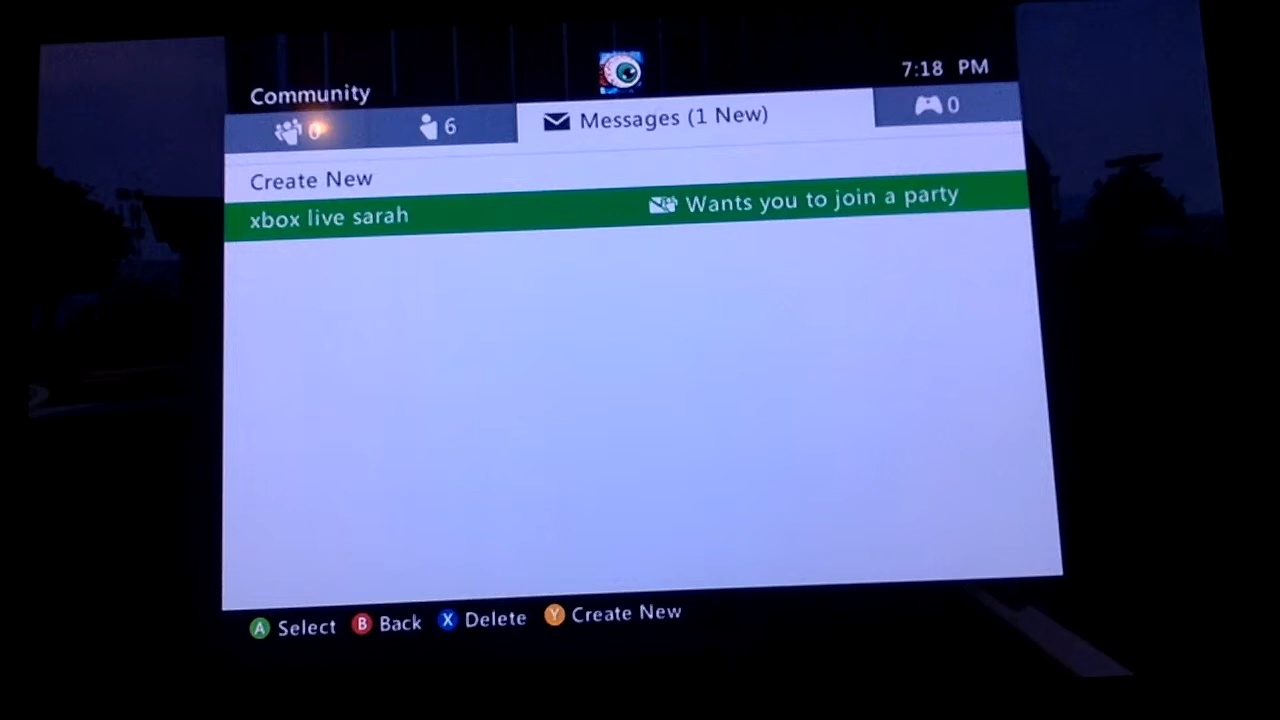 Community
7:18 PM
0
6
Messages (1 New)
0
Create New
xbox live sarah
Wants you to join a party
A Select B Back X Delete Y Create New